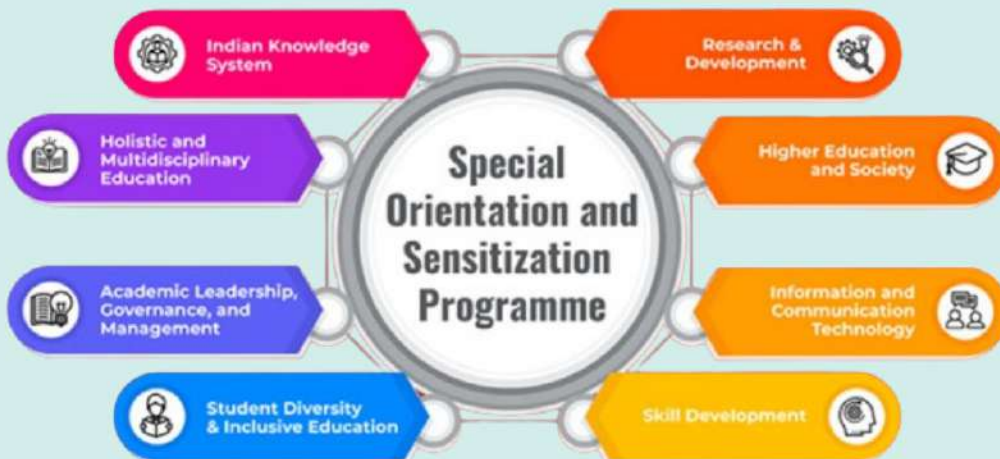 Indian Knowledge
System
Holistic and
Multidisciplinary
Education
Academic Leadership,
Governance, and
Management
Student Diversity
& Inclusive Education
Special
Orientation and
Sensitization
Programme
Research &
Development
Higher Education
and Society
Information and
Communication
Technology
Skill Development